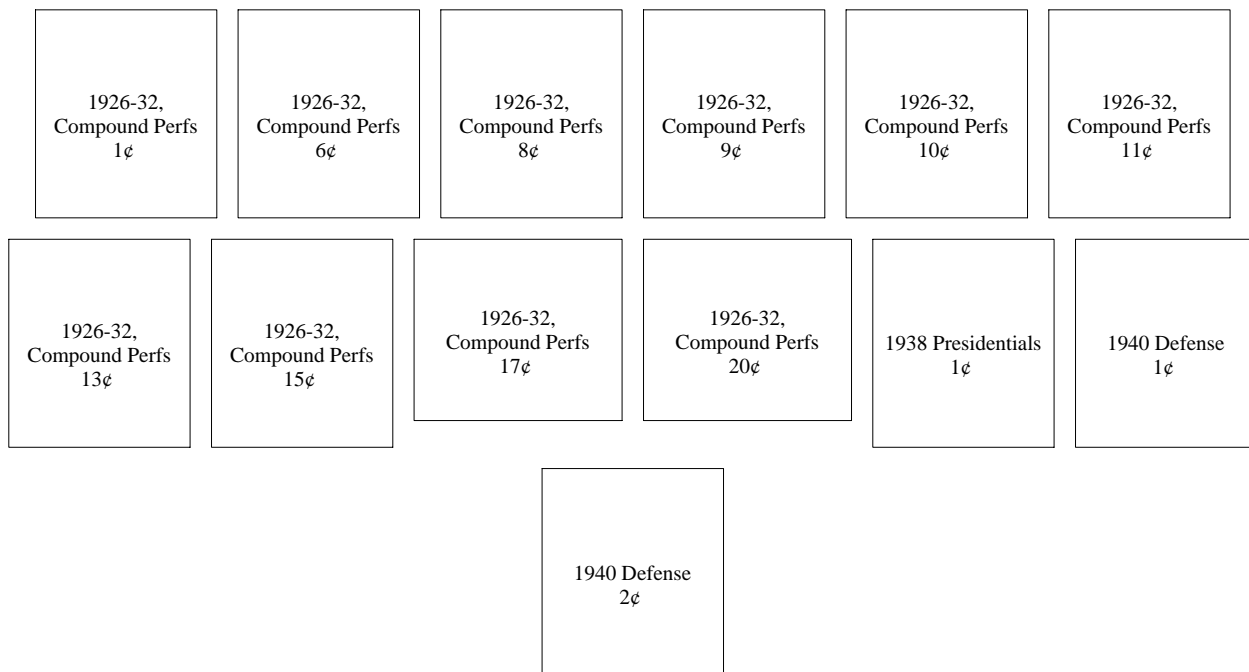 1926-32,
Compound Perfs
1¢
1926-32,
Compound Perfs
6¢
1926-32,
Compound Perfs
8¢
1926-32,
Compound Perfs
9¢
1926-32,
Compound Perfs
10¢
1926-32,
Compound Perfs
11¢
1926-32,
Compound Perfs
13¢
1926-32,
Compound Perfs
15¢
1926-32,
Compound Perfs
17¢
1926-32,
Compound Perfs
20¢
1938 Presidentials
1¢
1940 Defense
1¢
1940 Defense
2¢